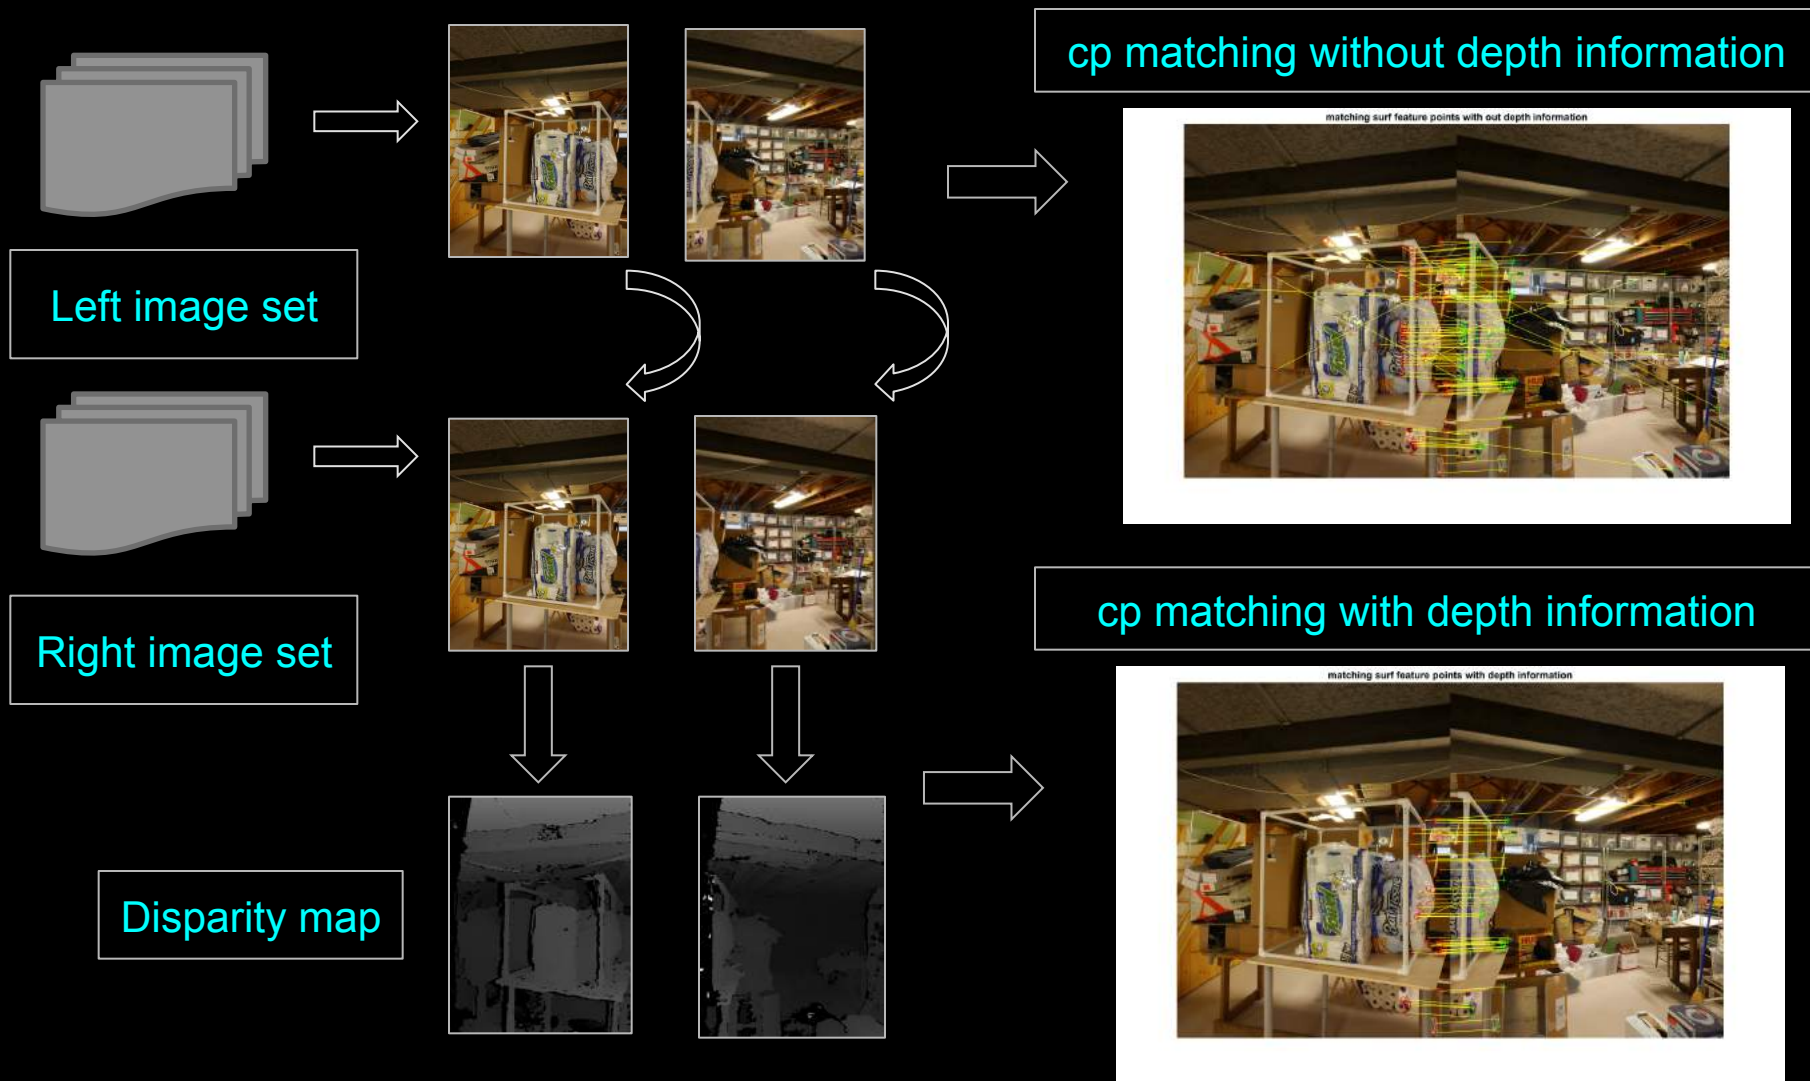 cp matching without depth information
matching surf feature points with out depth information
Left image set
Right image set
cp matching with depth information
matching surf feature points with depth information
Disparity map